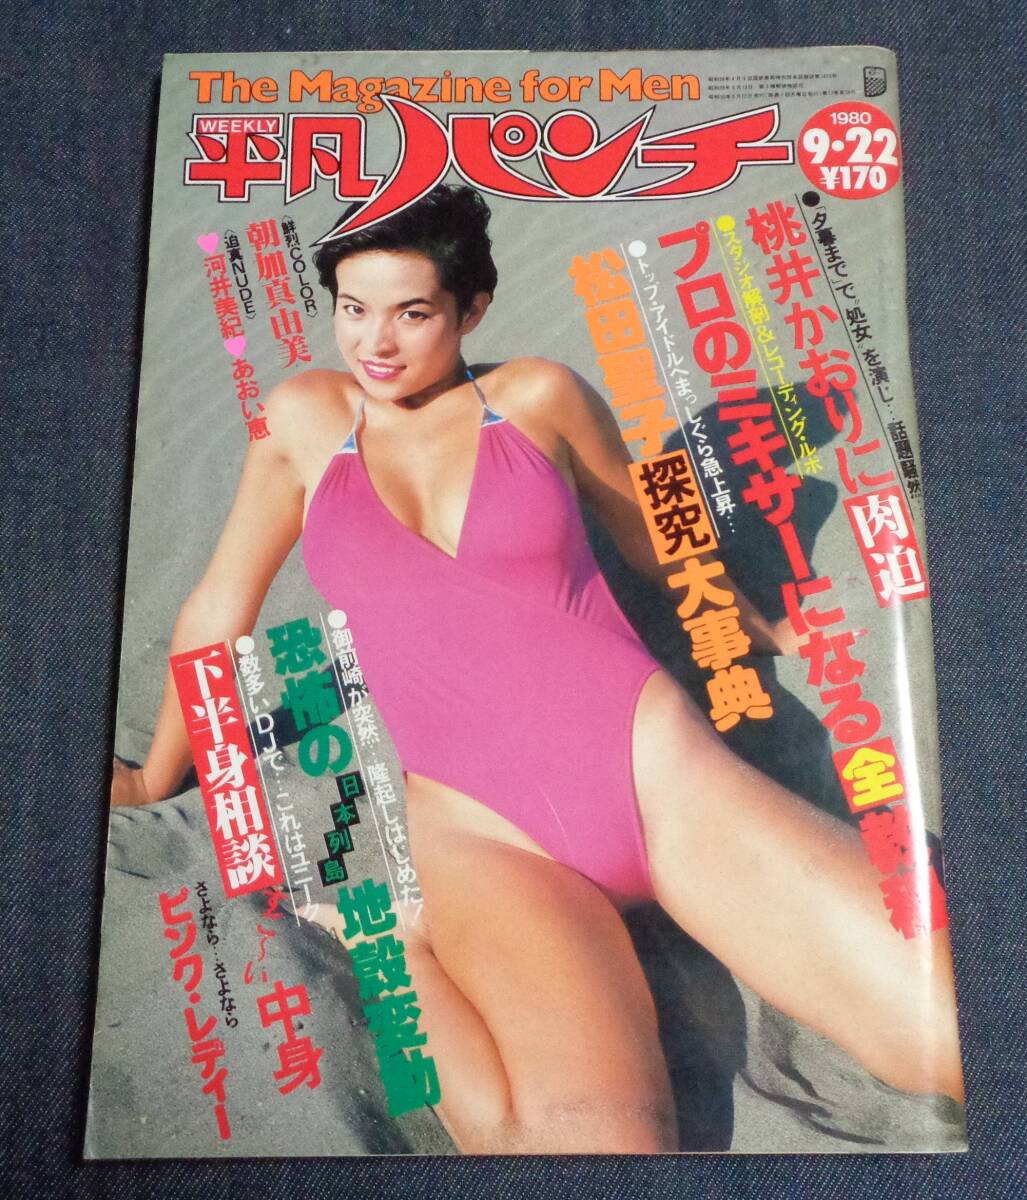 The Magazine for Men
WEEKLY
平凡パンチ
1980
9・22
¥170
●「夕暮まで」で"処女"を演じ…話題騒然…
桃井かおりに肉迫
●スタジオ解剖&レコーディング・ルポ
プロのミキサーになる全教科
●トップ・アイドルへまっしぐら急上昇…
松田聖子探究大事典
〈鮮烈COLOR〉
朝加真由美
〈迫真NUDE〉
♥河井美紀♥あおい恵
●御前崎が突然…隆起しはじめた!
恐怖の日本列島地殻変動
●数多いDJで…これはユニーク
下半身相談すご〜い中身
さよなら…さよなら
ピンク・レディー